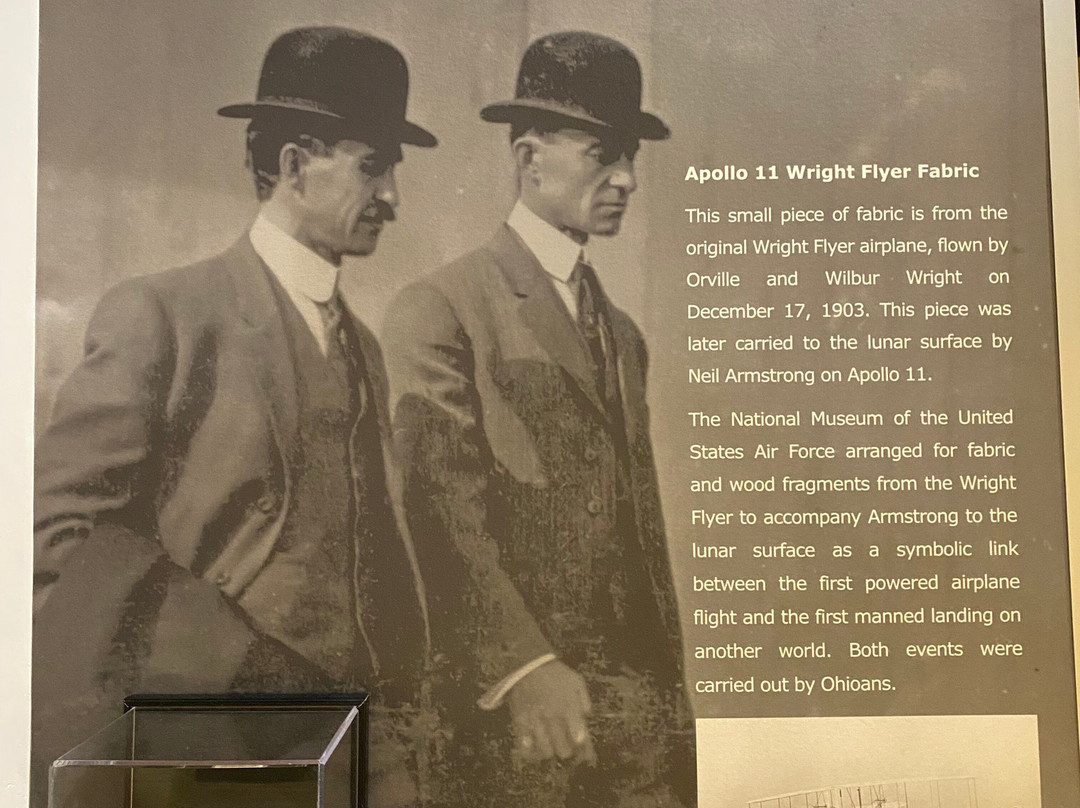 Apollo 11 Wright Flyer Fabric
This small piece of fabric is from the
original Wright Flyer airplane, flown by
Orville and Wilbur Wright on
December 17, 1903. This piece was
later carried to the lunar surface by
Neil Armstrong on Apollo 11.
The National Museum of the United
States Air Force arranged for fabric
and wood fragments from the Wright
Flyer to accompany Armstrong to the
lunar surface as a symbolic link
between the first powered airplane
flight and the first manned landing on
another world. Both events were
carried out by Ohioans.